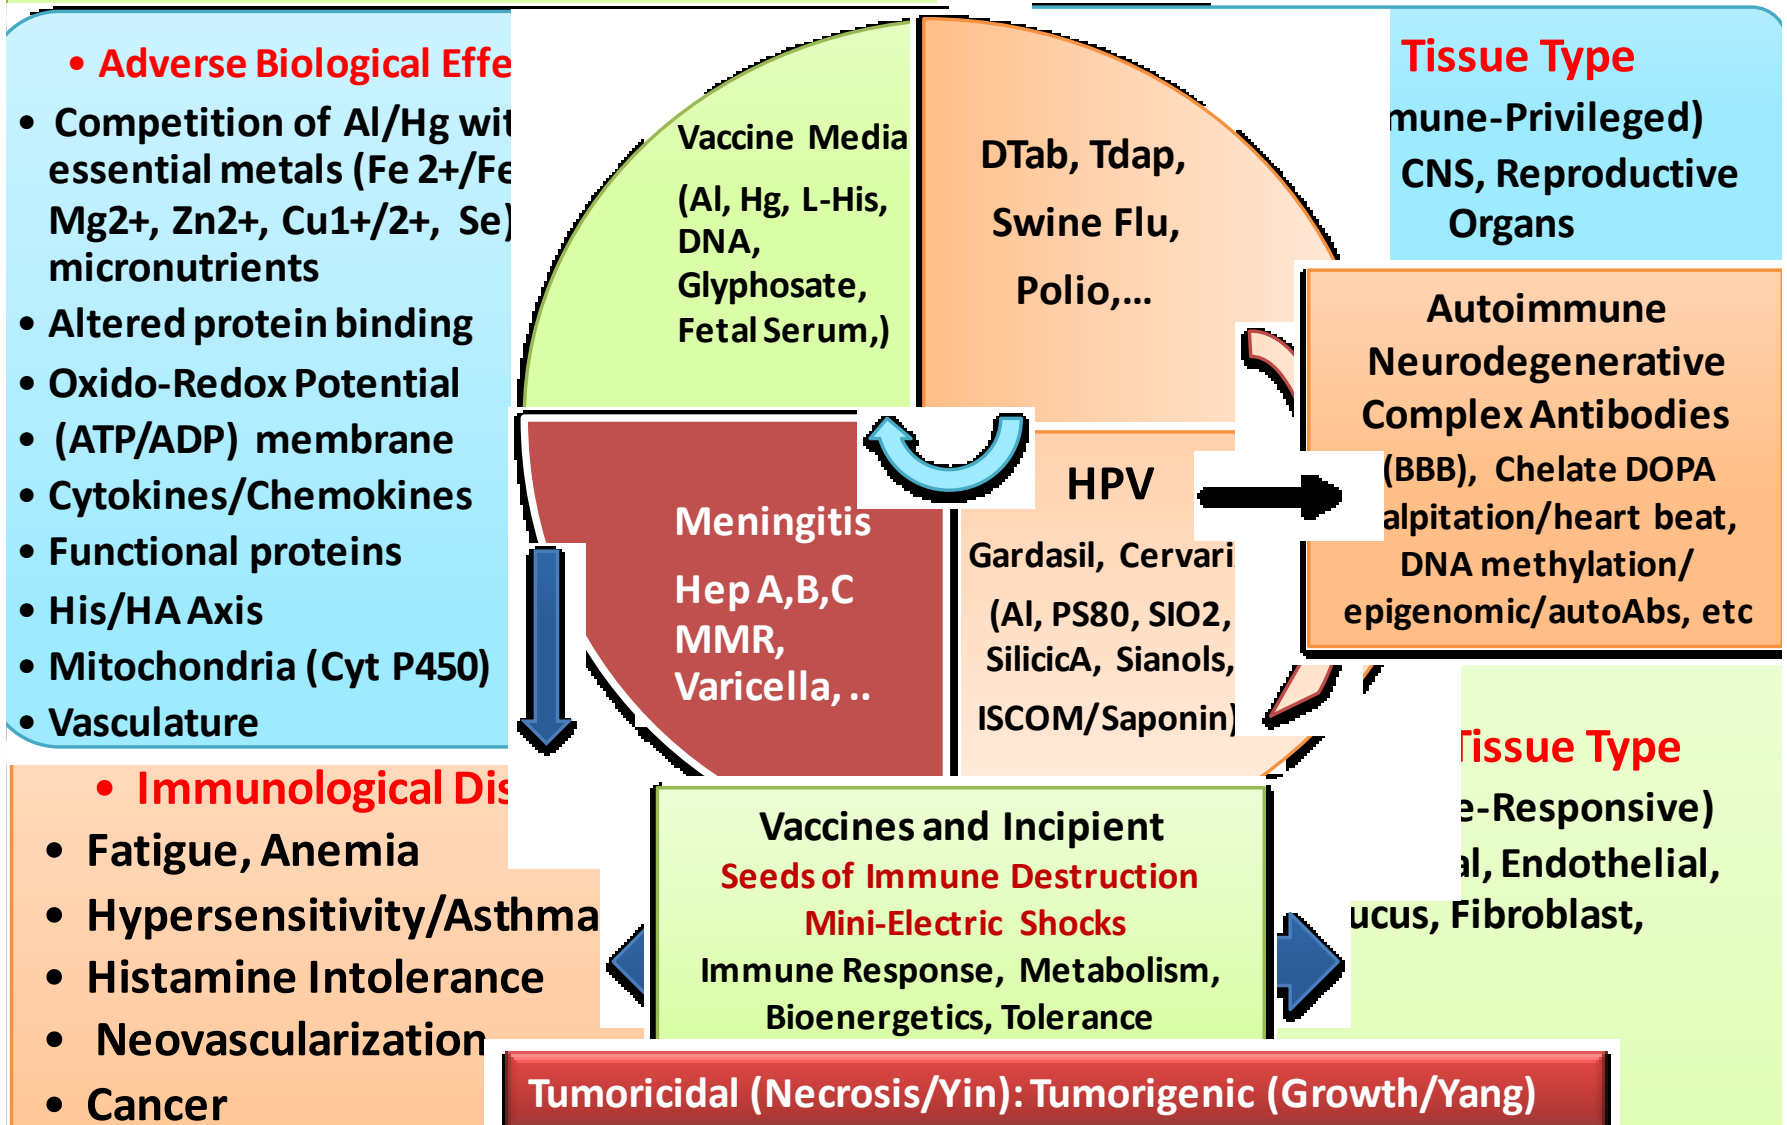 • Adverse Biological Effe
• Competition of Al/Hg wit
essential metals (Fe 2+/Fe
Mg2+, Zn2+, Cu1+/2+, Se)
micronutrients
• Altered protein binding
• Oxido-Redox Potential
• (ATP/ADP) membrane
• Cytokines/Chemokines
• Functional proteins
• His/HA Axis
• Mitochondria (Cyt P450)
• Vasculature
• Immunological Dis
• Fatigue, Anemia
• Hypersensitivity/Asthma
• Histamine Intolerance
• Neovascularization
• Cancer
Vaccine Media
(Al, Hg, L-His,
DNA,
Glyphosate,
Fetal Serum,)
DTab, Tdap,
Swine Flu,
Polio,...
Meningitis
Hep A,B,C
MMR,
Varicella, ..
HPV
Gardasil, Cervari
(Al, PS80, SIO2,
SilicicA, Sianols,
ISCOM/Saponin)
Tissue Type
mune-Privileged)
CNS, Reproductive
Organs
Autoimmune
Neurodegenerative
Complex Antibodies
(BBB), Chelate DOPA
alpitation/heart beat,
DNA methylation/
epigenomic/autoAbs, etc
Tissue Type
e-Responsive)
al, Endothelial,
ucus, Fibroblast,
Vaccines and Incipient
Seeds of Immune Destruction
Mini-Electric Shocks
Immune Response, Metabolism,
Bioenergetics, Tolerance
Tumoricidal (Necrosis/Yin): Tumorigenic (Growth/Yang)